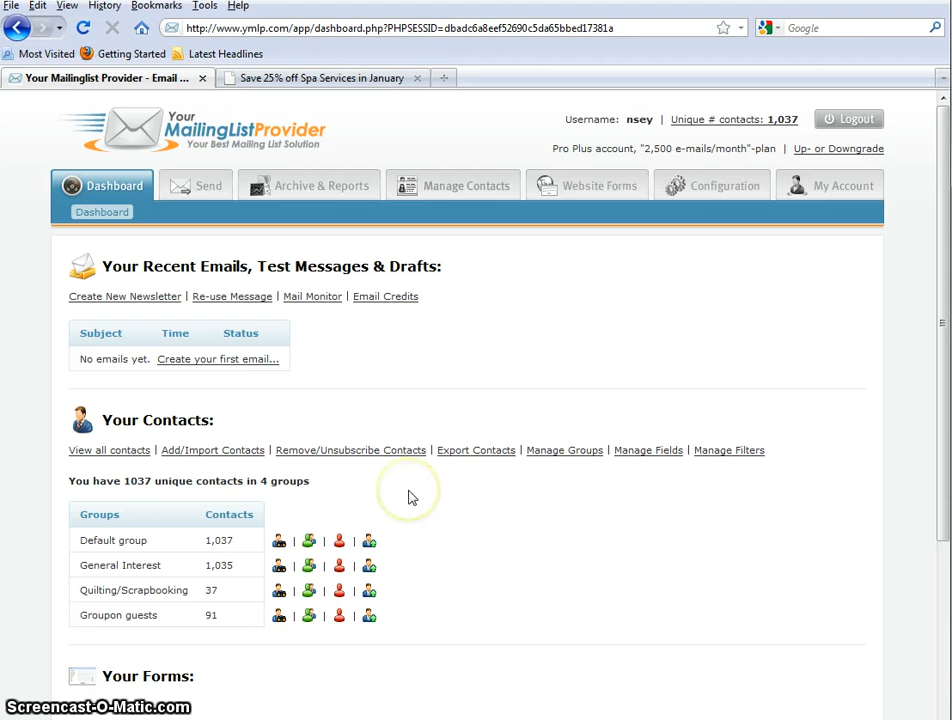 File Edit View History Bookmarks Tools Help
http://www.ymlp.com/app/dashboard.php?PHPSESSID=dbadc6a8eef52690c5da65bbed17381a
Google
Most Visited Getting Started Latest Headlines
Your Mailinglist Provider - Email ... Save 25% off Spa Services in January
Your
MailingListProvider
Your Best Mailing List Solution
Username: nsey | Unique # contacts: 1,037 Logout
Pro Plus account, "2,500 e-mails/month"-plan | Up- or Downgrade
Dashboard Send Archive & Reports Manage Contacts Website Forms Configuration My Account
Dashboard
Your Recent Emails, Test Messages & Drafts:
Create New Newsletter | Re-use Message | Mail Monitor | Email Credits
Subject Time Status
No emails yet. Create your first email...
Your Contacts:
View all contacts | Add/Import Contacts | Remove/Unsubscribe Contacts | Export Contacts | Manage Groups | Manage Fields | Manage Filters
You have 1037 unique contacts in 4 groups
Groups Contacts
Default group 1,037 | | |
General Interest 1,035 | | |
Quilting/Scrapbooking 37 | | |
Groupon guests 91 | | |
Your Forms:
Screencast-O-Matic.com